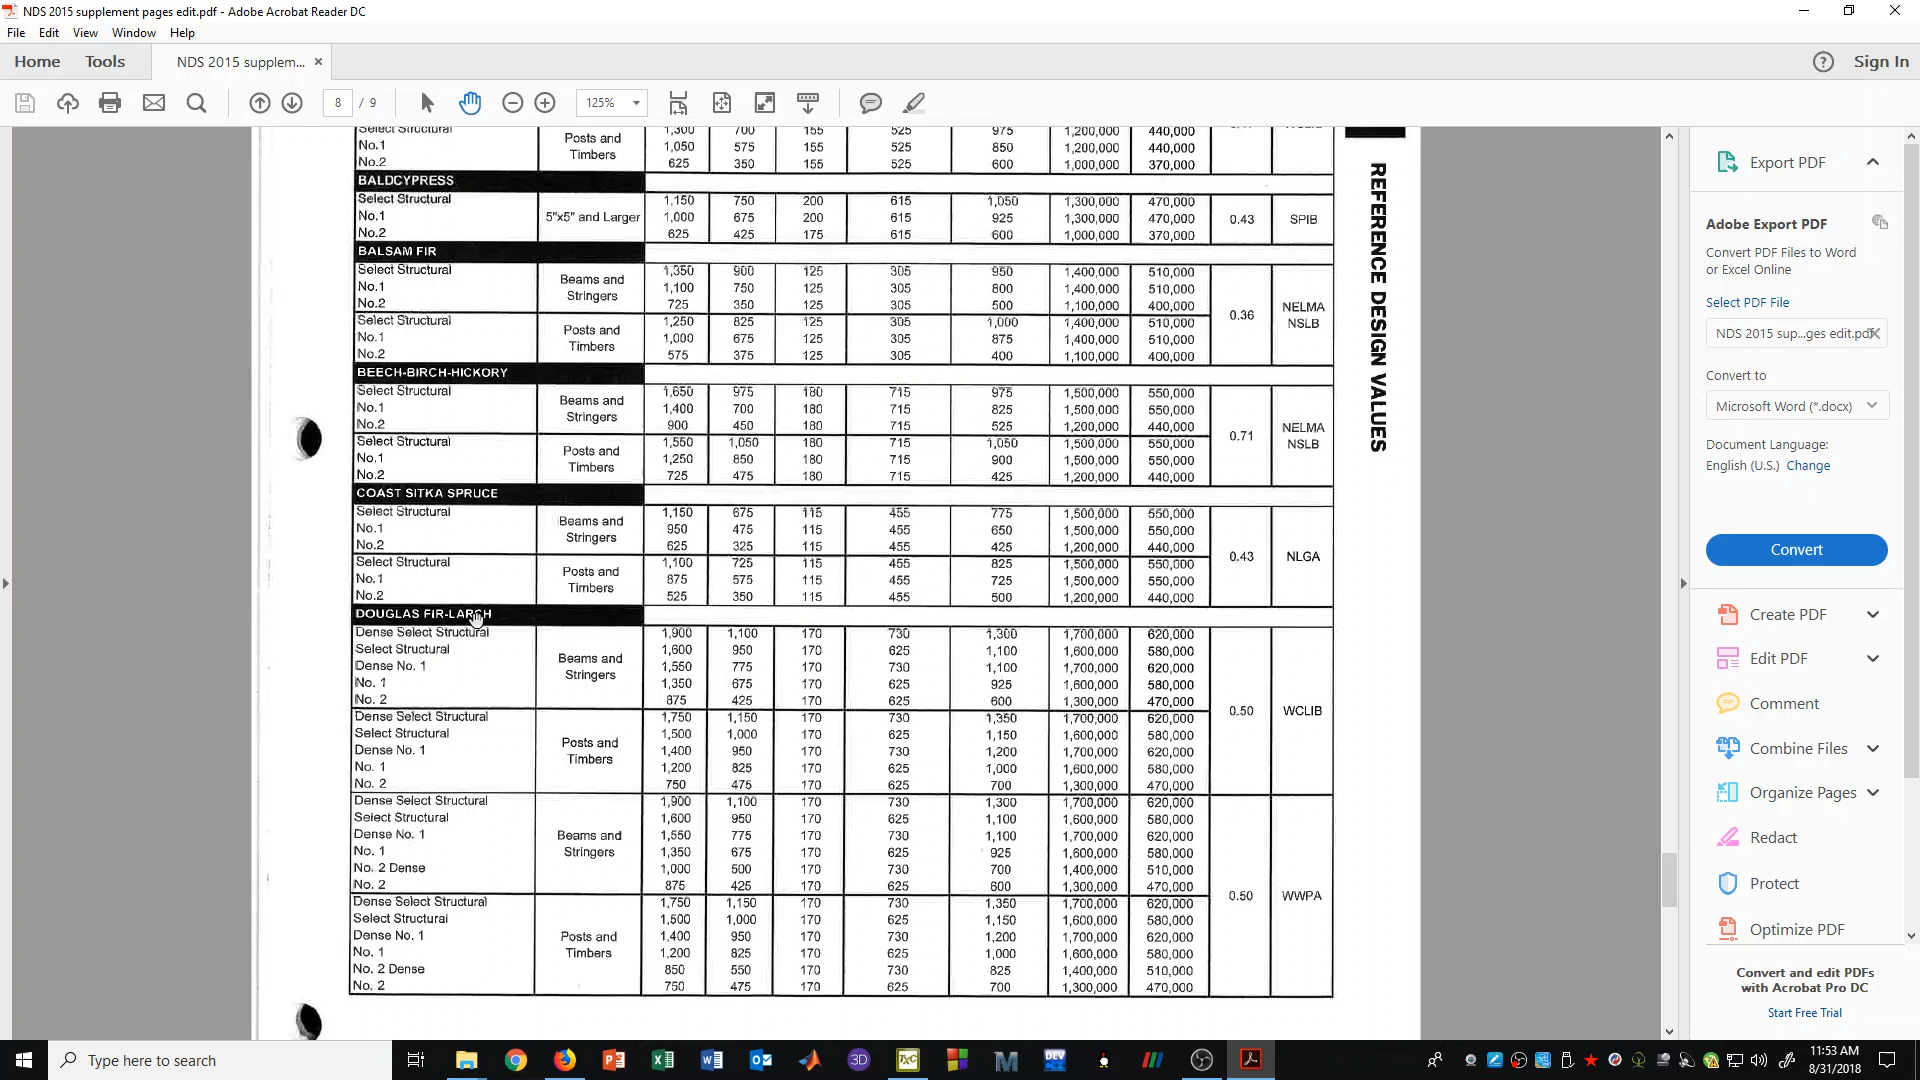 NDS 2015 supplement pages edit.pdf - Adobe Acrobat Reader DC
File Edit View Window Help
Home Tools NDS 2015 supplem... × Sign In
8 / 9 125%
Select Structural Posts and Timbers 1,300 700 155 525 975 1,200,000 440,000
No.1 1,050 575 155 525 850 1,200,000 440,000
No.2 625 350 155 525 600 1,000,000 370,000
BALDCYPRESS
Select Structural 5"x5" and Larger 1,150 750 200 615 1,050 1,300,000 470,000 0.43 SPIB
No.1 1,000 675 200 615 925 1,300,000 470,000
No.2 625 425 175 615 600 1,000,000 370,000
BALSAM FIR
Select Structural Beams and Stringers 1,350 900 125 305 950 1,400,000 510,000 0.36 NELMA NSLB
No.1 1,100 750 125 305 800 1,400,000 510,000
No.2 725 350 125 305 500 1,100,000 400,000
Select Structural Posts and Timbers 1,250 825 125 305 1,000 1,400,000 510,000
No.1 1,000 675 125 305 875 1,400,000 510,000
No.2 575 375 125 305 400 1,100,000 400,000
BEECH-BIRCH-HICKORY
Select Structural Beams and Stringers 1,650 975 180 715 975 1,500,000 550,000 0.71 NELMA NSLB
No.1 1,400 700 180 715 825 1,500,000 550,000
No.2 900 450 180 715 525 1,200,000 440,000
Select Structural Posts and Timbers 1,550 1,050 180 715 1,050 1,500,000 550,000
No.1 1,250 850 180 715 900 1,500,000 550,000
No.2 725 475 180 715 425 1,200,000 440,000
COAST SITKA SPRUCE
Select Structural Beams and Stringers 1,150 675 115 455 775 1,500,000 550,000 0.43 NLGA
No.1 950 475 115 455 650 1,500,000 550,000
No.2 625 325 115 455 425 1,200,000 440,000
Select Structural Posts and Timbers 1,100 725 115 455 825 1,500,000 550,000
No.1 875 575 115 455 725 1,500,000 550,000
No.2 525 350 115 455 500 1,200,000 440,000
DOUGLAS FIR-LARCH
Dense Select Structural Beams and Stringers 1,900 1,100 170 730 1,300 1,700,000 620,000 0.50 WCLIB
Select Structural 1,600 950 170 625 1,100 1,600,000 580,000
Dense No. 1 1,550 775 170 730 1,100 1,700,000 620,000
No. 1 1,350 675 170 625 925 1,600,000 580,000
No. 2 875 425 170 625 600 1,300,000 470,000
Dense Select Structural Posts and Timbers 1,750 1,150 170 730 1,350 1,700,000 620,000
Select Structural 1,500 1,000 170 625 1,150 1,600,000 580,000
Dense No. 1 1,400 950 170 730 1,200 1,700,000 620,000
No. 1 1,200 825 170 625 1,000 1,600,000 580,000
No. 2 750 475 170 625 700 1,300,000 470,000
Dense Select Structural Beams and Stringers 1,900 1,100 170 730 1,300 1,700,000 620,000 0.50 WWPA
Select Structural 1,600 950 170 625 1,100 1,600,000 580,000
Dense No. 1 1,550 775 170 730 1,100 1,700,000 620,000
No. 1 1,350 675 170 625 925 1,600,000 580,000
No. 2 Dense 1,000 500 170 730 700 1,400,000 510,000
No. 2 875 425 170 625 600 1,300,000 470,000
Dense Select Structural Posts and Timbers 1,750 1,150 170 730 1,350 1,700,000 620,000
Select Structural 1,500 1,000 170 625 1,150 1,600,000 580,000
Dense No. 1 1,400 950 170 730 1,200 1,700,000 620,000
No. 1 1,200 825 170 625 1,000 1,600,000 580,000
No. 2 Dense 850 550 170 730 825 1,400,000 510,000
No. 2 750 475 170 625 700 1,300,000 470,000
REFERENCE DESIGN VALUES
Export PDF
Adobe Export PDF
Convert PDF Files to Word
or Excel Online
Select PDF File
NDS 2015 sup...ges edit.pdf
Convert to
Microsoft Word (*.docx)
Document Language:
English (U.S.) Change
Convert
Create PDF
Edit PDF
Comment
Combine Files
Organize Pages
Redact
Protect
Optimize PDF
Convert and edit PDFs
with Acrobat Pro DC
Start Free Trial
Type here to search
11:53 AM
8/31/2018